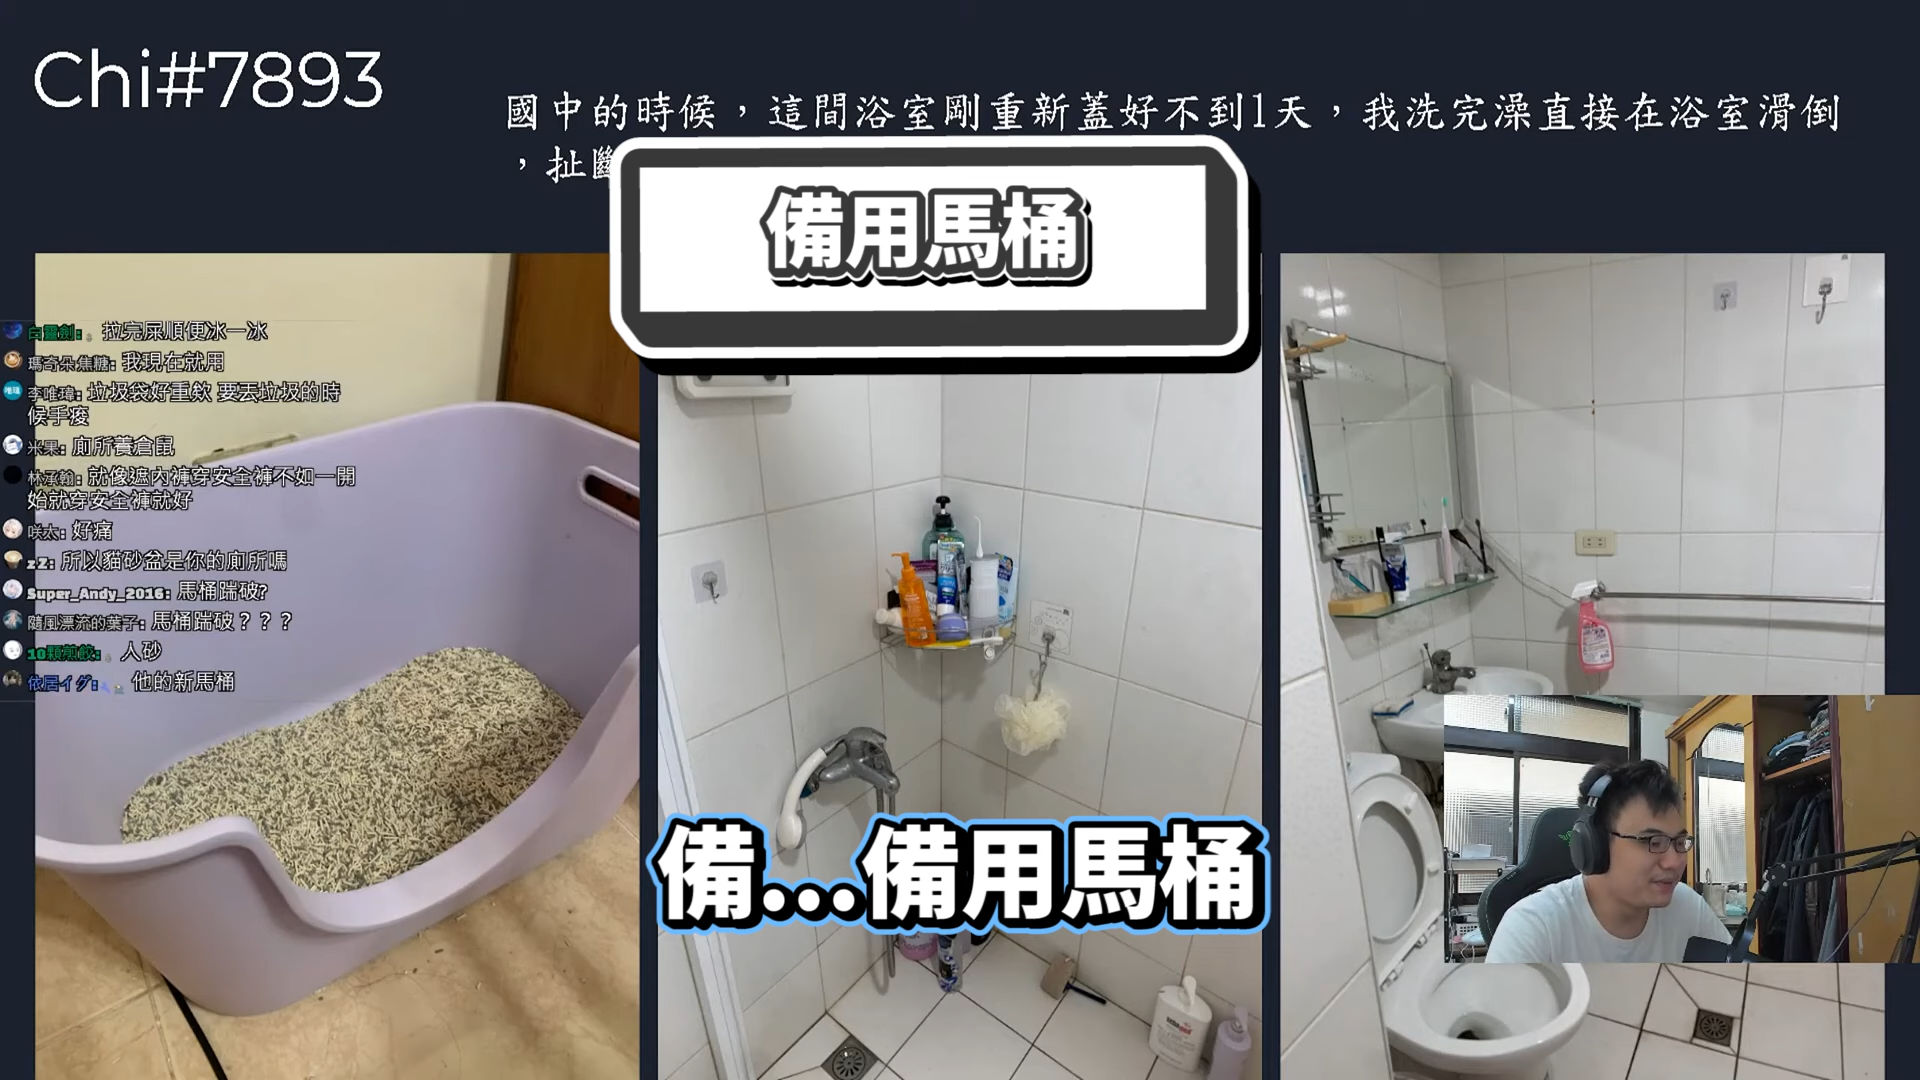 Chi#7893
國中的時候，這間浴室剛重新蓋好不到1天，我洗完澡直接在浴室滑倒
，扯斷
備用馬桶
白靈劍: 拉完屎順便冰一冰
瑪奇朵焦糖: 我現在就用
李唯瑋: 垃圾袋好重欸 要丟垃圾的時
候手痠
米果: 廁所養倉鼠
林承翰: 就像遮內褲穿安全褲不如一開
始就穿安全褲就好
咲太: 好痛
z Z: 所以貓砂盆是你的廁所嗎
Super_Andy_2016: 馬桶踹破?
隨風漂流的葉子: 馬桶踹破？？？
10顆煎餃: 人砂
依居イグ: 他的新馬桶
備...備用馬桶